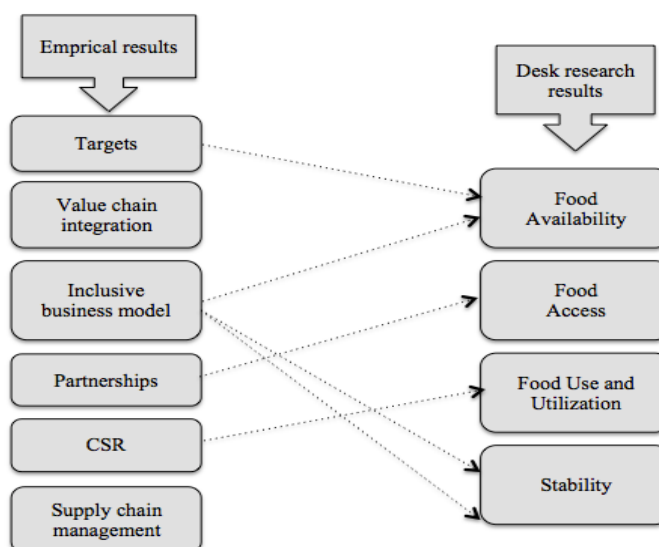 Emprical results
Targets
Value chain
integration
Inclusive
business model
Partnerships
CSR
Supply chain
management
Desk research
results
Food
Availability
Food
Access
Food Use and
Utilization
Stability